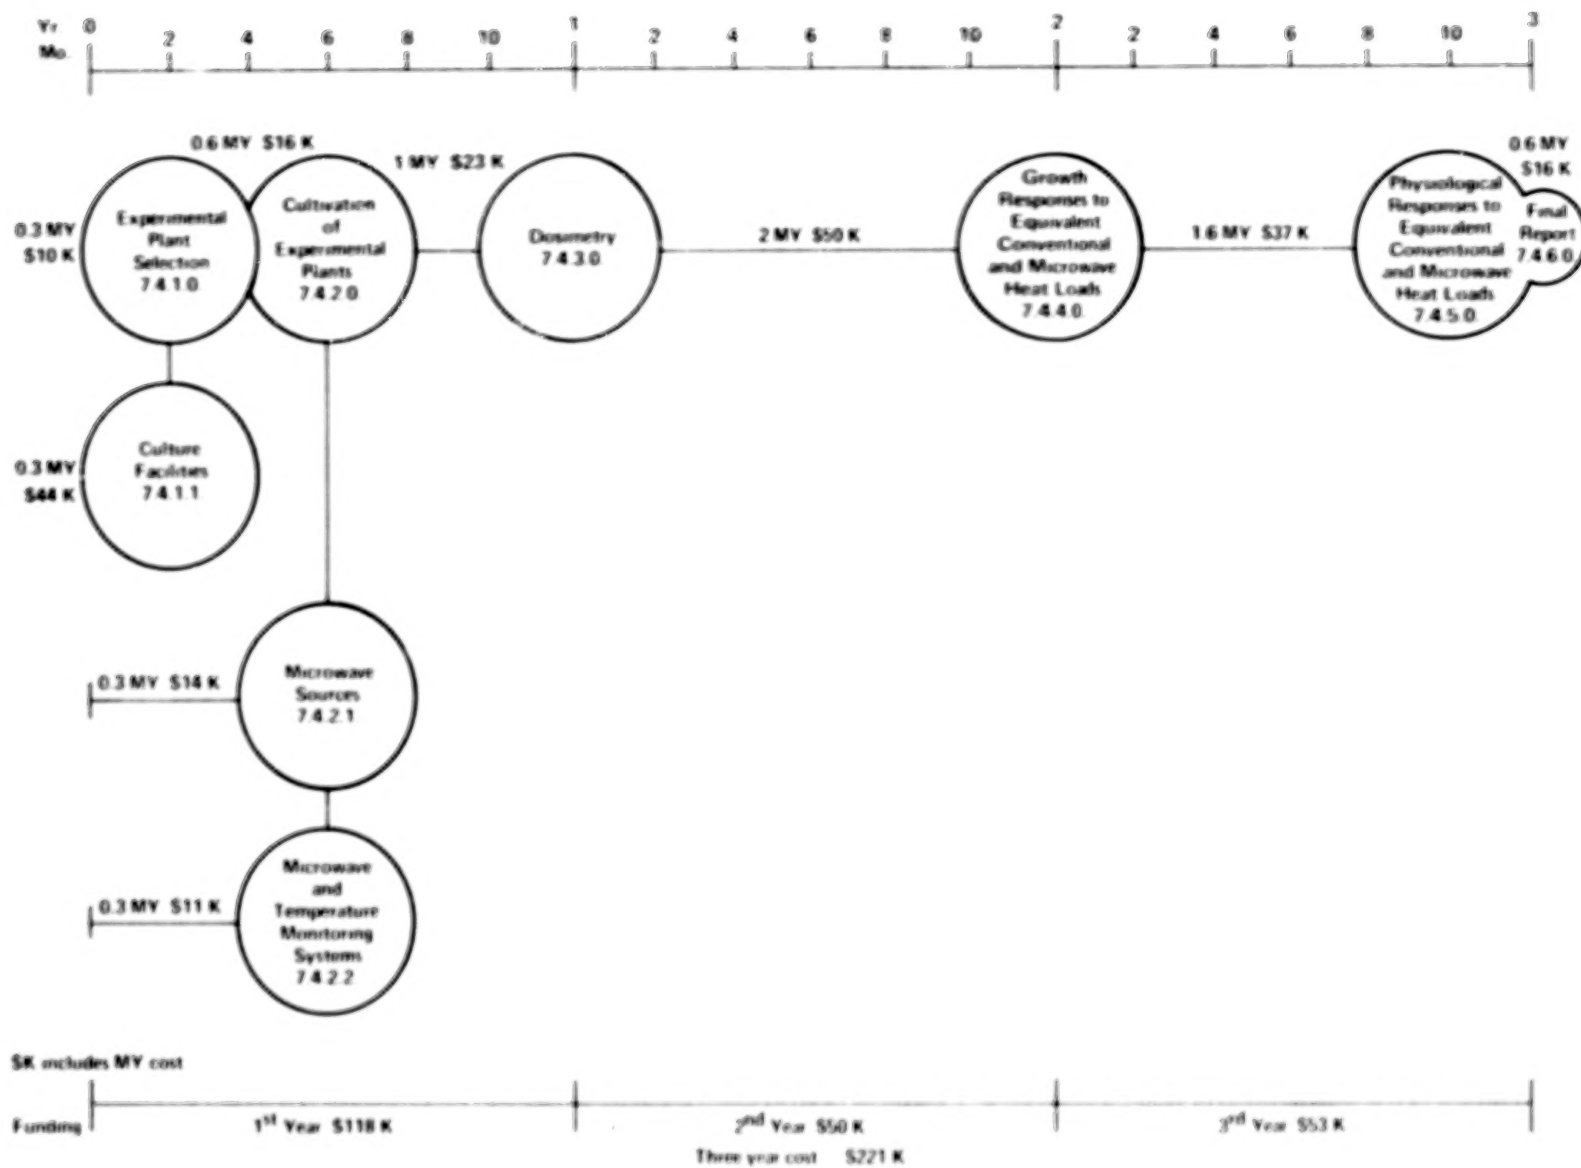 Yr. 0 1 2 3
Mo. 2 4 6 8 10 2 4 6 8 10 2 4 6 8 10
0.6 MY $16 K
1 MY $23 K
0.6 MY
$16 K
0.3 MY
$10 K
Experimental
Plant
Selection
7.4.1.0
Cultivation
of
Experimental
Plants
7.4.2.0
Dosimetry
7.4.3.0
2 MY $50 K
Growth
Responses to
Equivalent
Conventional
and Microwave
Heat Loads
7.4.4.0.
1.6 MY $37 K
Physiological
Responses to
Equivalent
Conventional
and Microwave
Heat Loads
7.4.5.0.
Final
Report
7.4.6.0
0.3 MY
$44 K
Culture
Facilities
7.4.1.1
0.3 MY $14 K
Microwave
Sources
7.4.2.1
0.3 MY $11 K
Microwave
and
Temperature
Monitoring
Systems
7.4.2.2
$K includes MY cost
Funding 1st Year $118 K 2nd Year $50 K 3rd Year $53 K
Three year cost $221 K